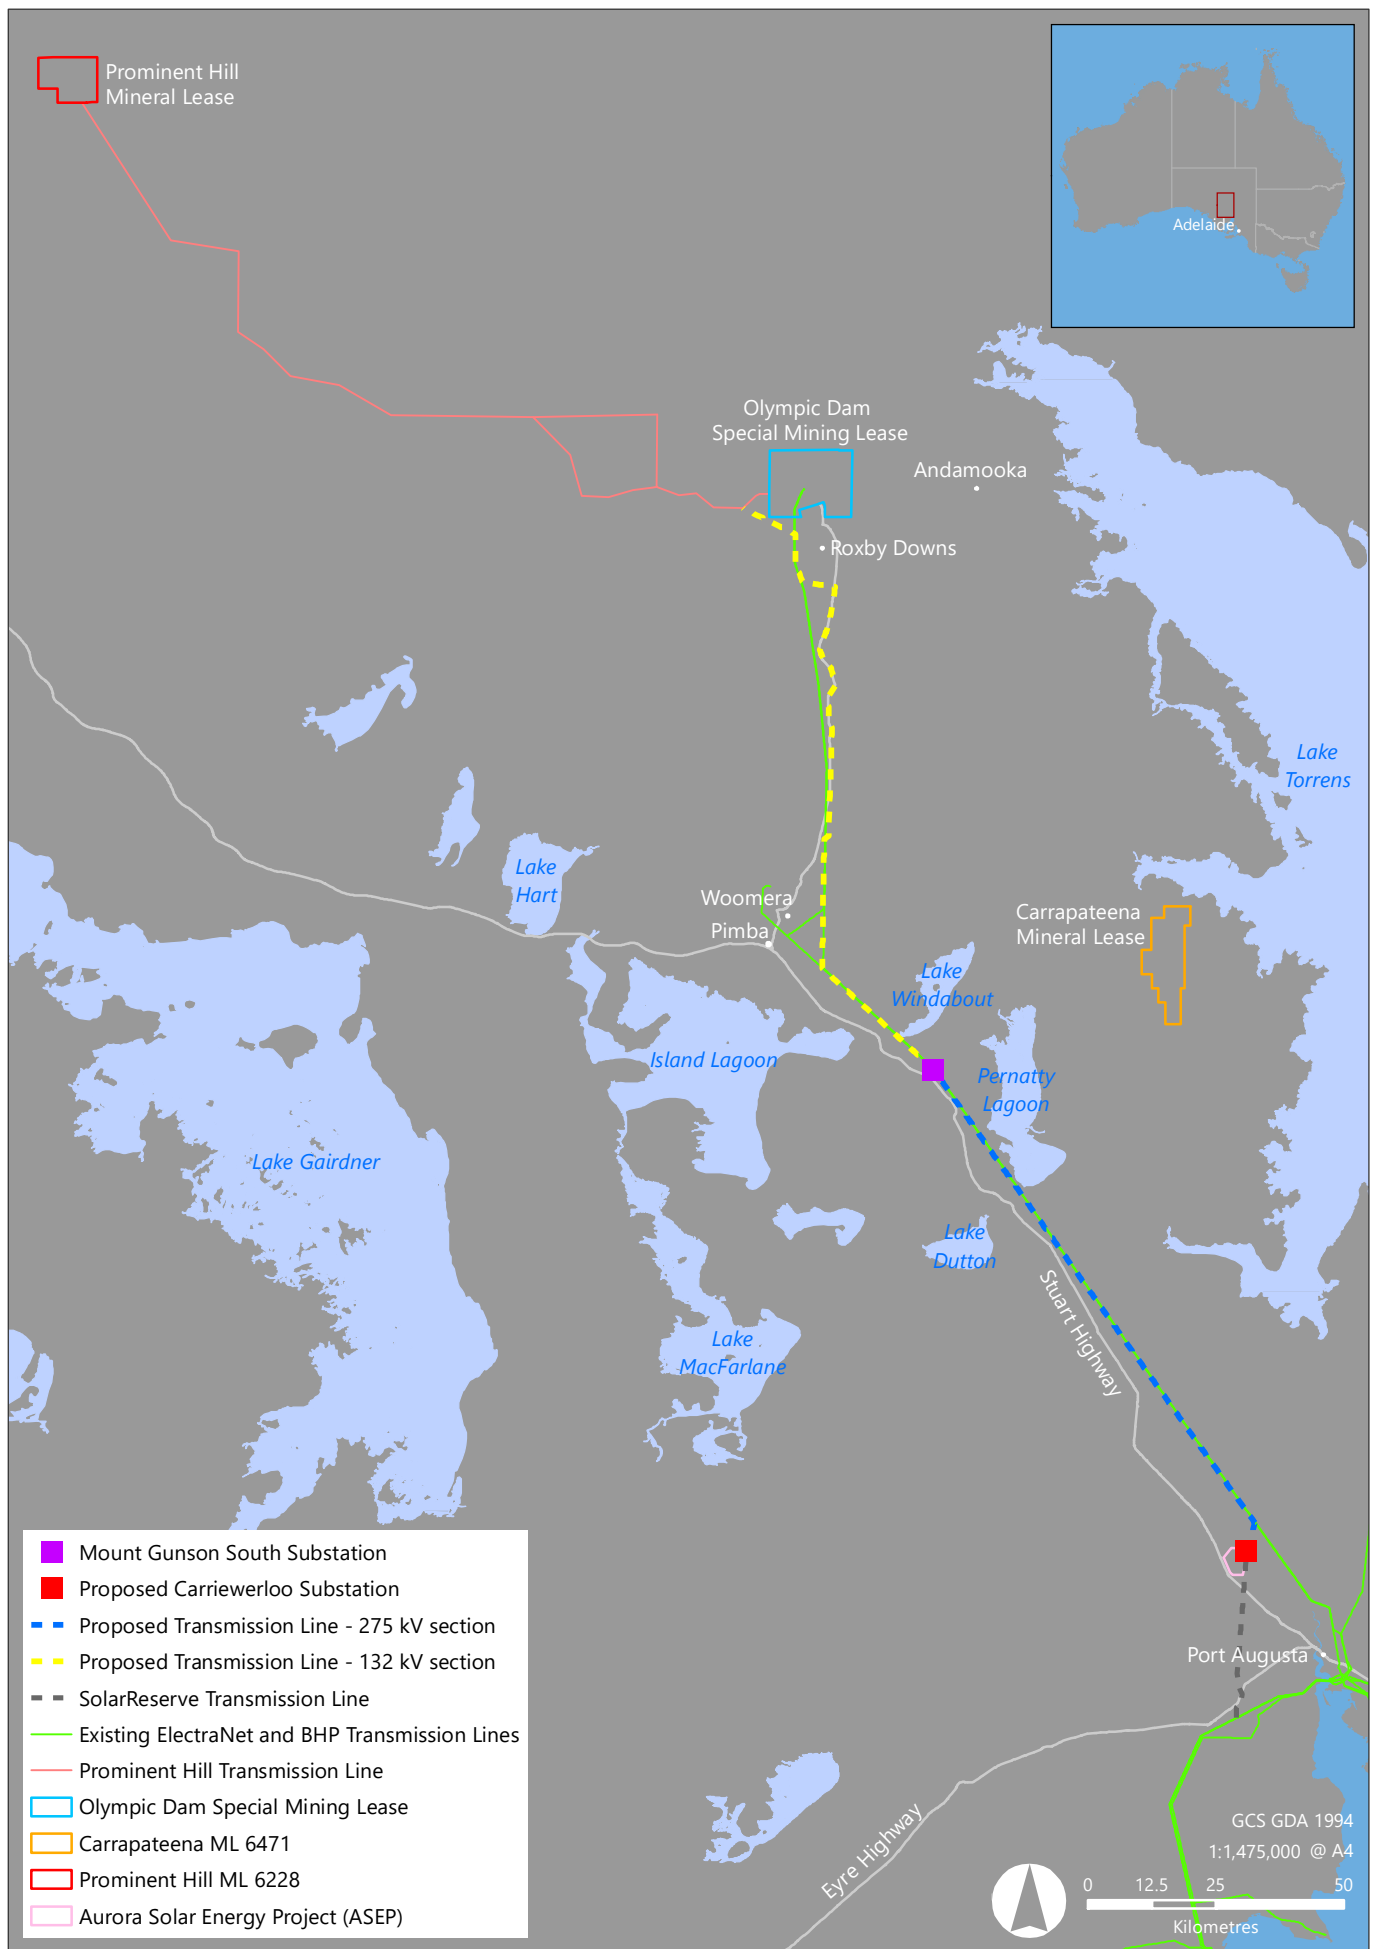 Prominent Hill
Mineral Lease
Adelaide
Olympic Dam
Special Mining Lease
Andamooka
Roxby Downs
Lake
Torrens
Lake
Hart
Woomera
Pimba
Carrapateena
Mineral Lease
Lake
Windabout
Island Lagoon
Pernatty
Lagoon
Lake Gairdner
Lake
Dutton
Stuart Highway
Lake
MacFarlane
Mount Gunson South Substation
Proposed Carriewerloo Substation
Proposed Transmission Line - 275 kV section
Proposed Transmission Line - 132 kV section
SolarReserve Transmission Line
Existing ElectraNet and BHP Transmission Lines
Prominent Hill Transmission Line
Olympic Dam Special Mining Lease
Carrapateena ML 6471
Prominent Hill ML 6228
Aurora Solar Energy Project (ASEP)
Port Augusta
Eyre Highway
GCS GDA 1994
1:1,475,000 @ A4
0 12.5 25 50
Kilometres